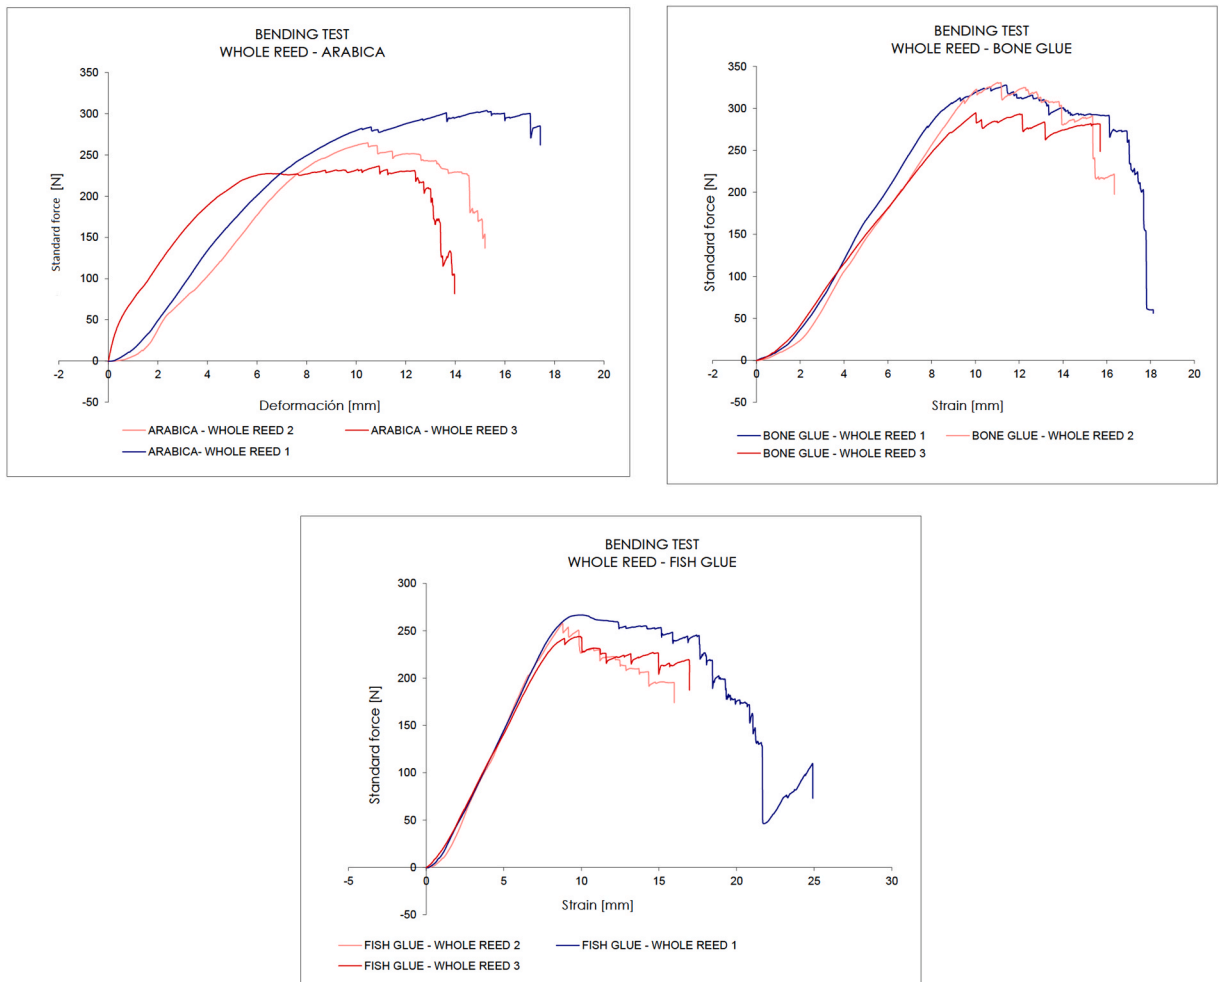 BENDING TEST
WHOLE REED - ARABICA
350
300
250
200
150
100
50
0
-50
-2 0 2 4 6 8 10 12 14 16 18 20
Standard force [N]
Deformación [mm]
ARABICA - WHOLE REED 2 ARABICA - WHOLE REED 3
ARABICA- WHOLE REED 1
BENDING TEST
WHOLE REED - BONE GLUE
350
300
250
200
150
100
50
0
-50
-2 0 2 4 6 8 10 12 14 16 18 20
Standard force [N]
Strain [mm]
BONE GLUE - WHOLE REED 1 BONE GLUE - WHOLE REED 2
BONE GLUE - WHOLE REED 3
BENDING TEST
WHOLE REED - FISH GLUE
300
250
200
150
100
50
0
-50
-5 0 5 10 15 20 25 30
Standard force [N]
Strain [mm]
FISH GLUE - WHOLE REED 2 FISH GLUE - WHOLE REED 1
FISH GLUE - WHOLE REED 3